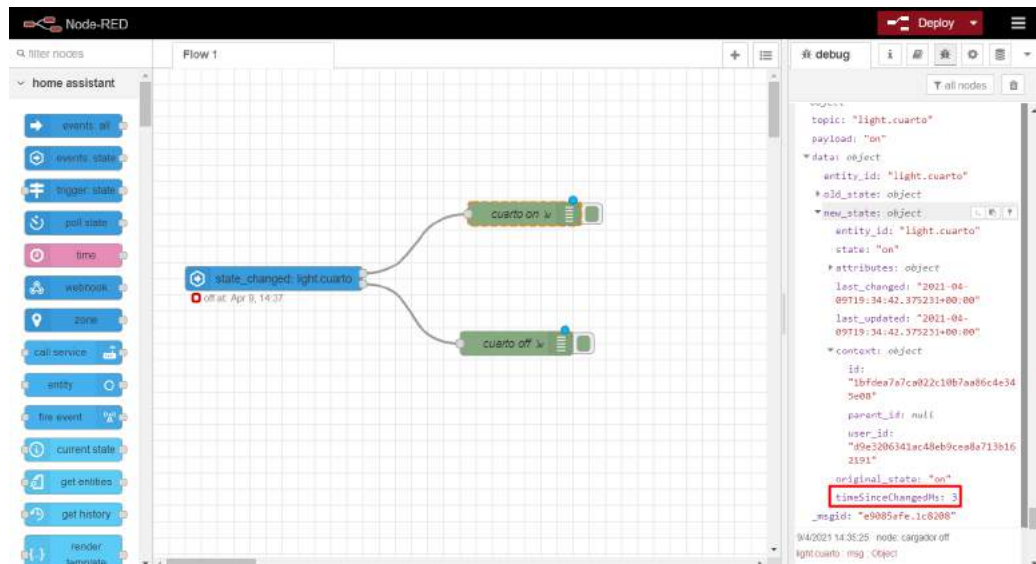 Node-RED
Deploy
filter nodes
Flow 1
debug
home assistant
all nodes
events: all
events: state
trigger: state
poll state
time
webhook
zone
call service
entity
fire event
current state
get entities
get history
render
template
cuarto on
state_changed: light.cuarto
off at: Apr 9, 14:37
cuarto off
object
topic: "light.cuarto"
payload: "on"
data: object
entity_id: "light.cuarto"
old_state: object
new_state: object
entity_id: "light.cuarto"
state: "on"
attributes: object
last_changed: "2021-04-
09T19:34:42.375231+00:00"
last_updated: "2021-04-
09T19:34:42.375231+00:00"
context: object
id:
"1bfdea7a7ca022c10b7aa86c4e34
5e08"
parent_id: null
user_id:
"d9e3206341ac48eb9cea8a713b16
2191"
original_state: "on"
timeSinceChangedMs: 3
_msgid: "e9085afe.1c8208"
9/4/2021 14:35:25 node: cargador off
light.cuarto : msg : Object